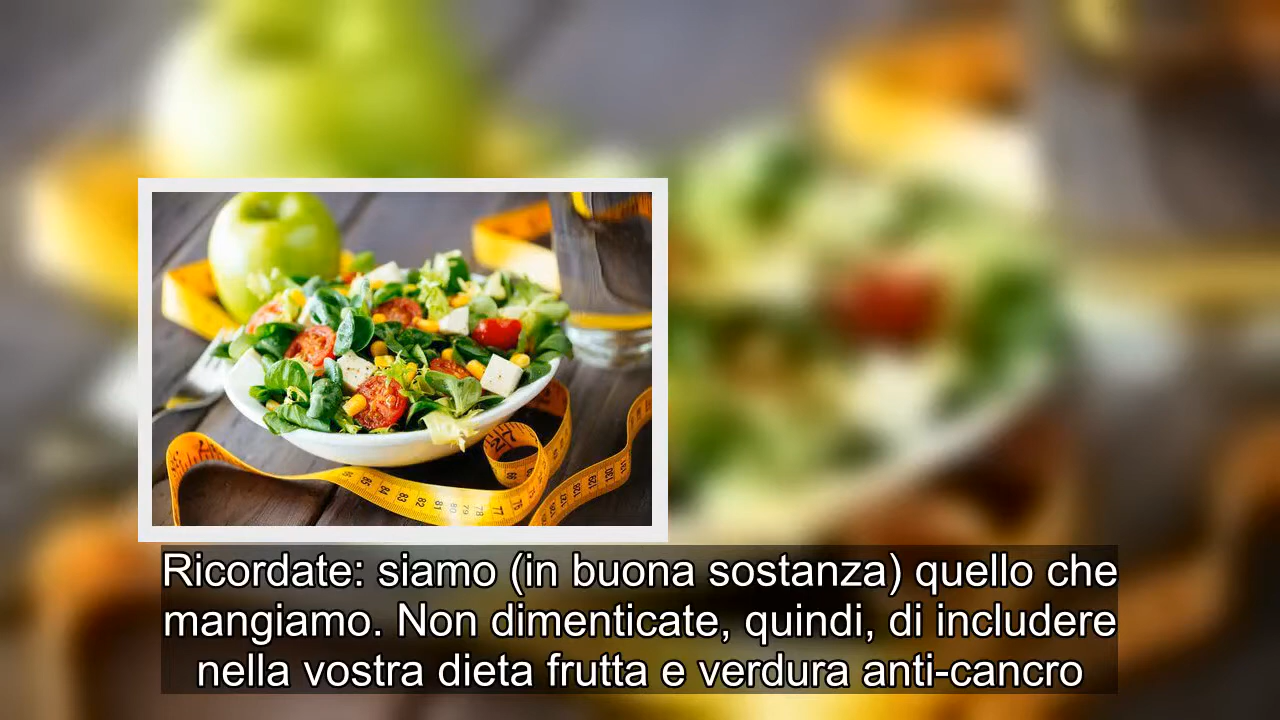 Ricordate: siamo (in buona sostanza) quello che
mangiamo. Non dimenticate, quindi, di includere
nella vostra dieta frutta e verdura anti-cancro